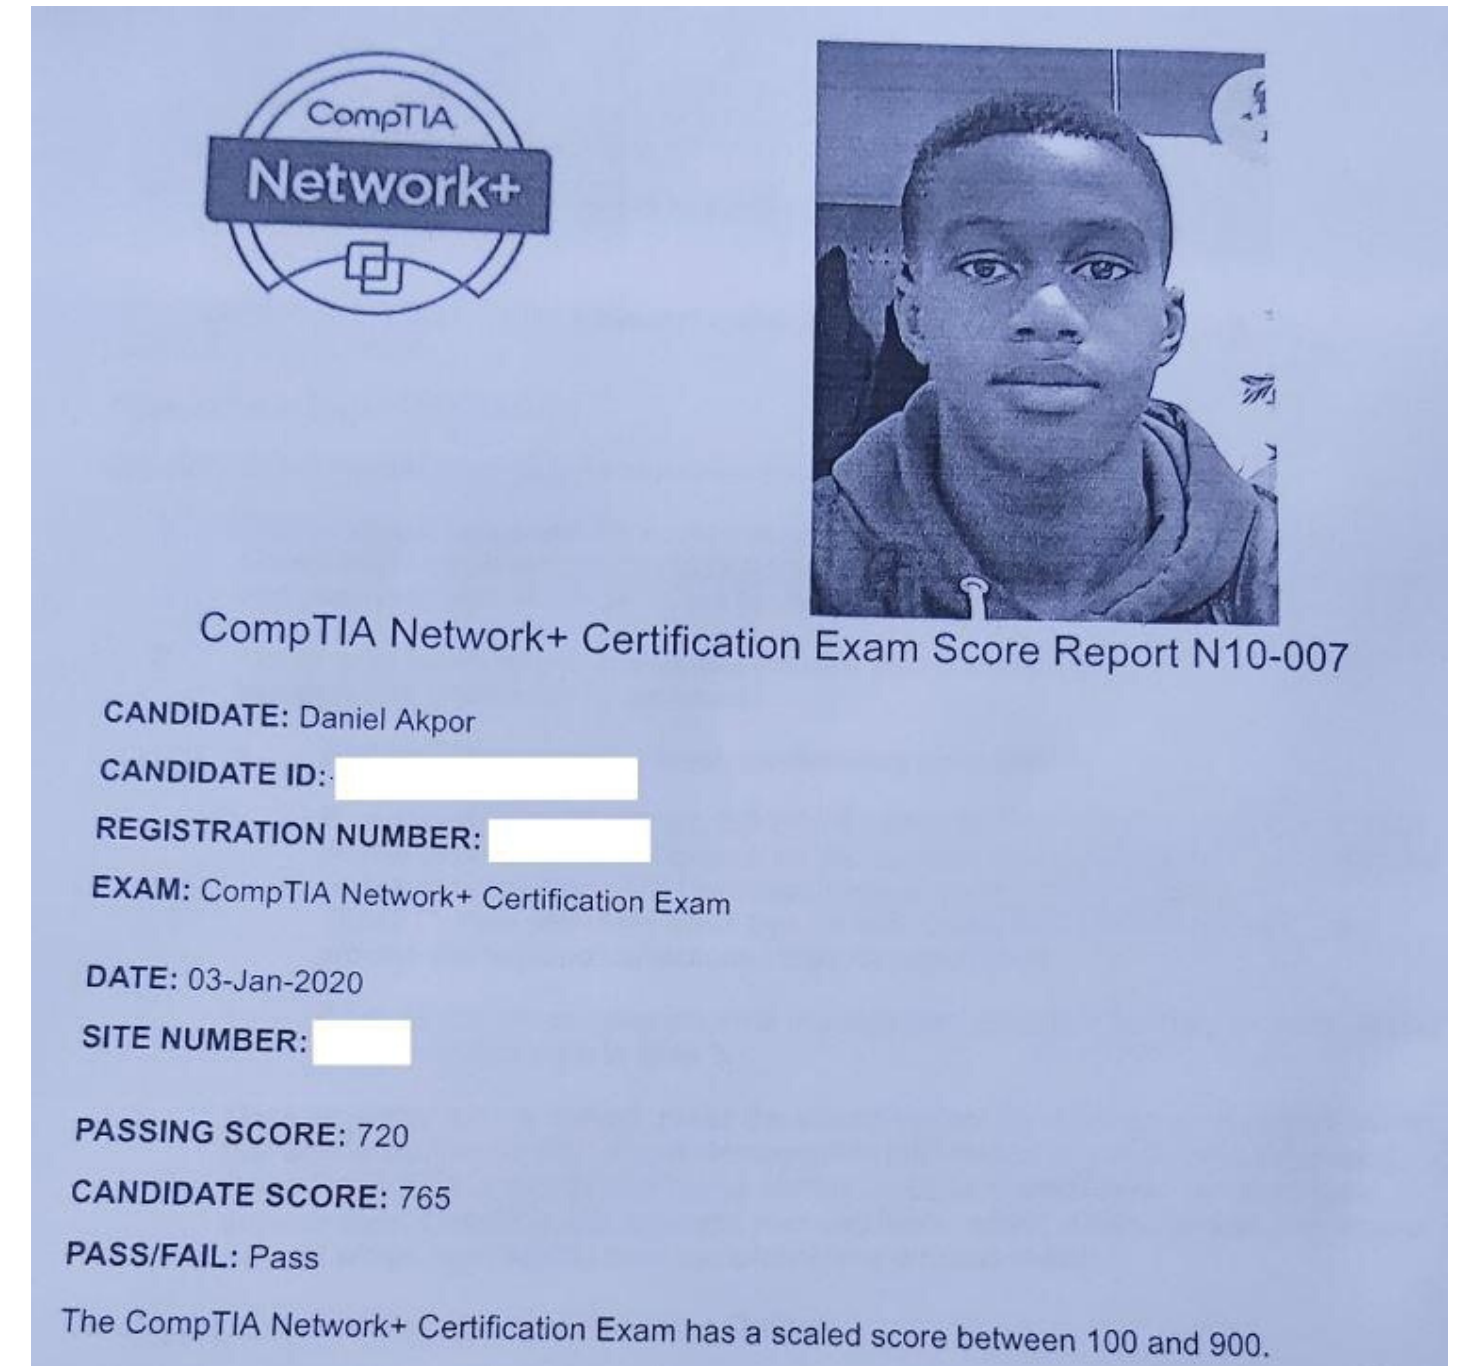 CompTIA
Network+
CompTIA Network+ Certification Exam Score Report N10-007
CANDIDATE: Daniel Akpor
CANDIDATE ID:
REGISTRATION NUMBER:
EXAM: CompTIA Network+ Certification Exam
DATE: 03-Jan-2020
SITE NUMBER:
PASSING SCORE: 720
CANDIDATE SCORE: 765
PASS/FAIL: Pass
The CompTIA Network+ Certification Exam has a scaled score between 100 and 900.